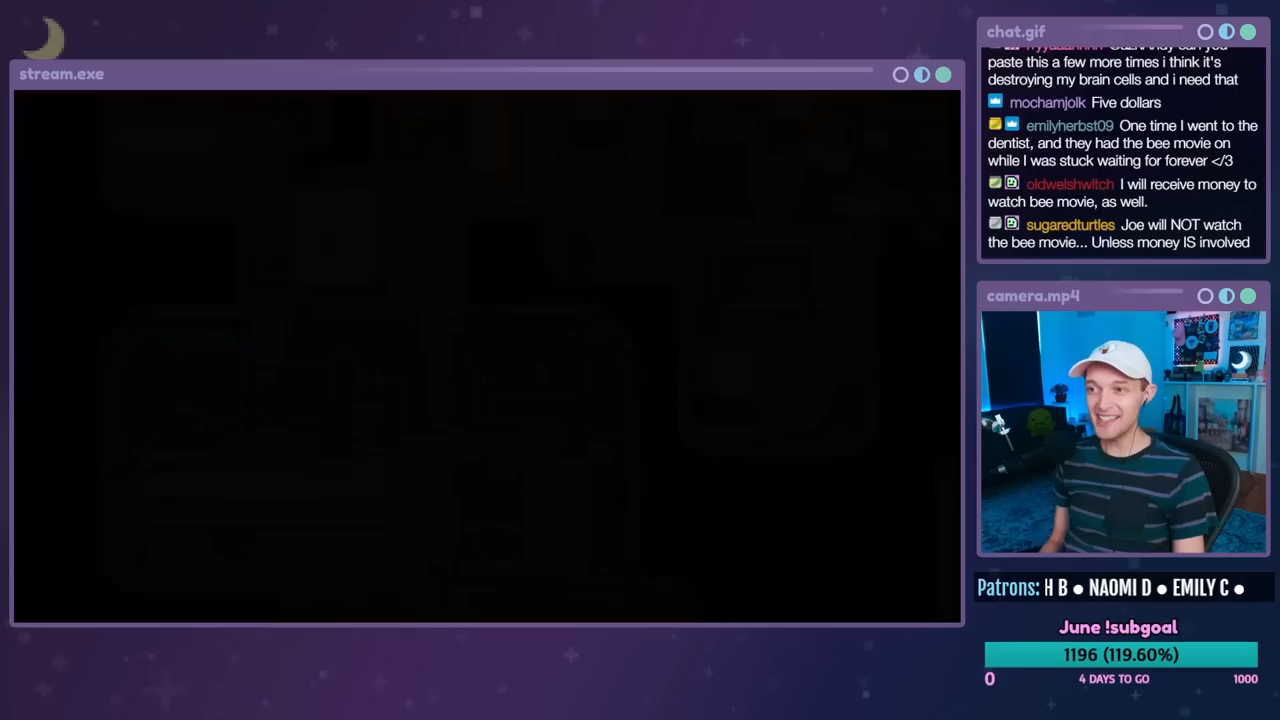 chat.gif
paste this a few more times i think it's
destroying my brain cells and i need that
mochamjolk Five dollars
emilyherbst09 One time I went to the
dentist, and they had the bee movie on
while I was stuck waiting for forever </3
oldwelshwitch I will receive money to
watch bee movie, as well.
sugaredturtles Joe will NOT watch
the bee movie... Unless money IS involved
stream.exe
camera.mp4
Patrons: H B ● NAOMI D ● EMILY C ●
June !subgoal
1196 (119.60%)
0 4 DAYS TO GO 1000